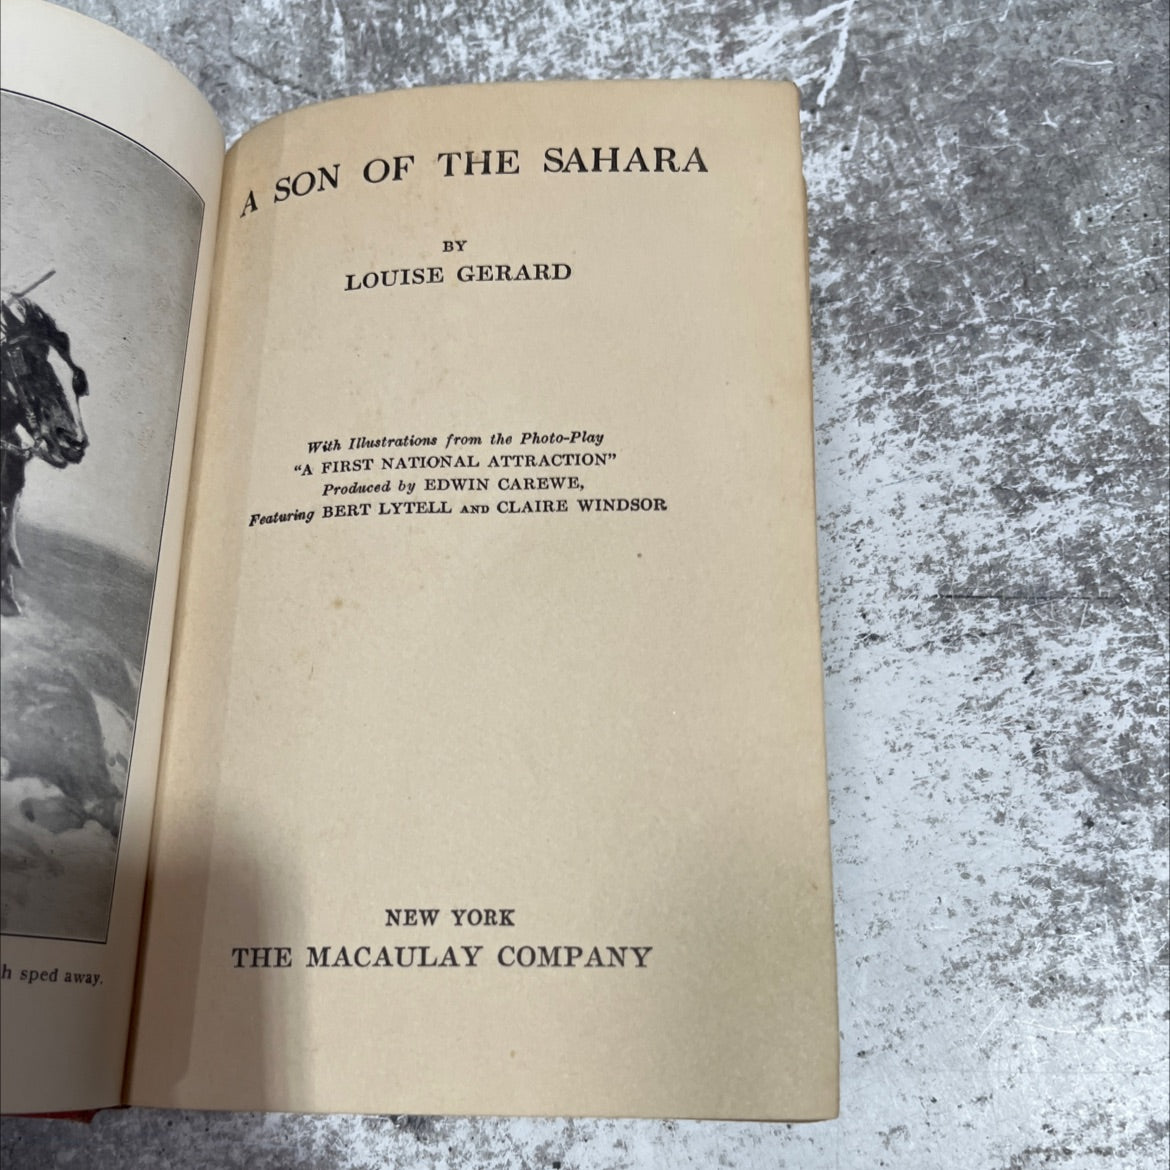 A SON OF THE SAHARA
BY
LOUISE GERARD
With Illustrations from the Photo-Play
"A FIRST NATIONAL ATTRACTION"
Produced by EDWIN CAREWE,
Featuring BERT LYTELL AND CLAIRE WINDSOR
NEW YORK
THE MACAULAY COMPANY
h sped away.